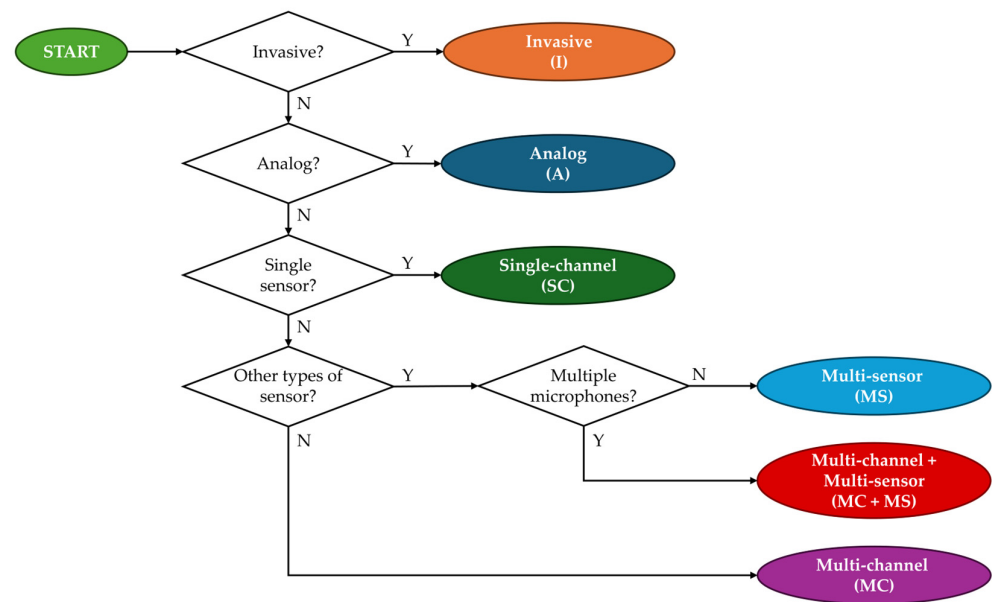 START
Invasive?
Y
Invasive
(I)
N
Analog?
Y
Analog
(A)
N
Single
sensor?
Y
Single-channel
(SC)
N
Other types of
sensor?
Y
Multiple
microphones?
N
Multi-sensor
(MS)
N
Y
Multi-channel +
Multi-sensor
(MC + MS)
Multi-channel
(MC)